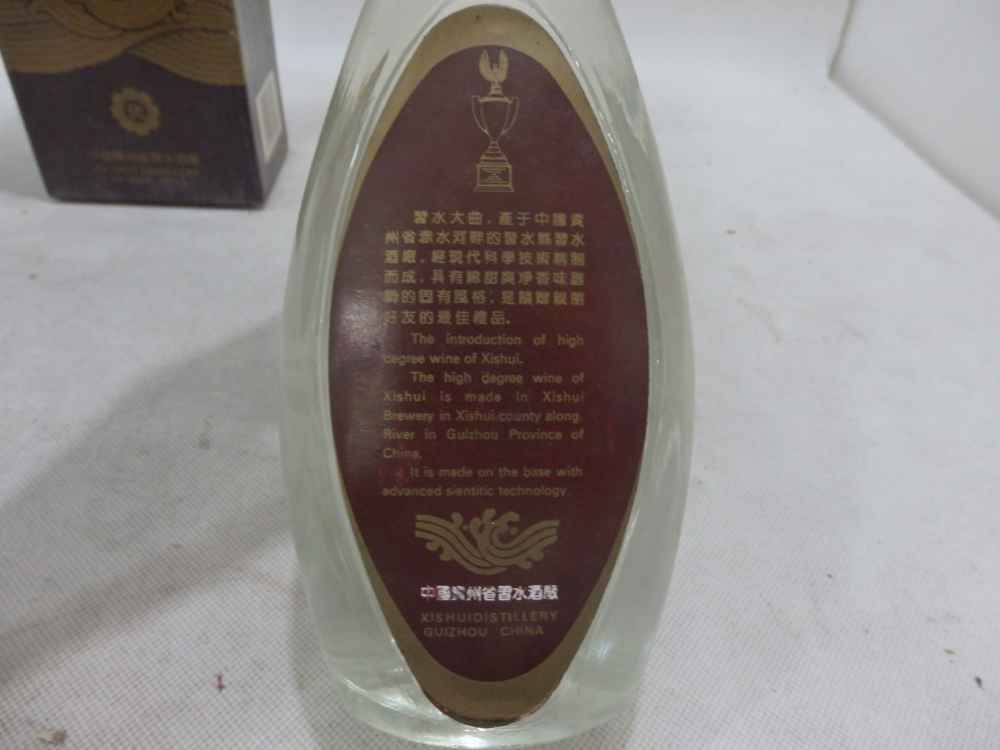 習水大曲，產于中國貴
州省赤水河畔的習水縣習水
酒廠，經現代科學技術精製
而成，具有綿甜爽淨香味
的固有風格，是饋贈親朋
好友的最佳禮品。
The introduction of high
degree wine of Xishui.
The high degree wine of
Xishui is made in Xishui
Brewery in Xishui county along
River in Guizhou Province of
China.
It is made on the base with
advanced sientitic technology.
中國貴州省習水酒廠
XISHUIDISTILLERY
GUIZHOU CHINA